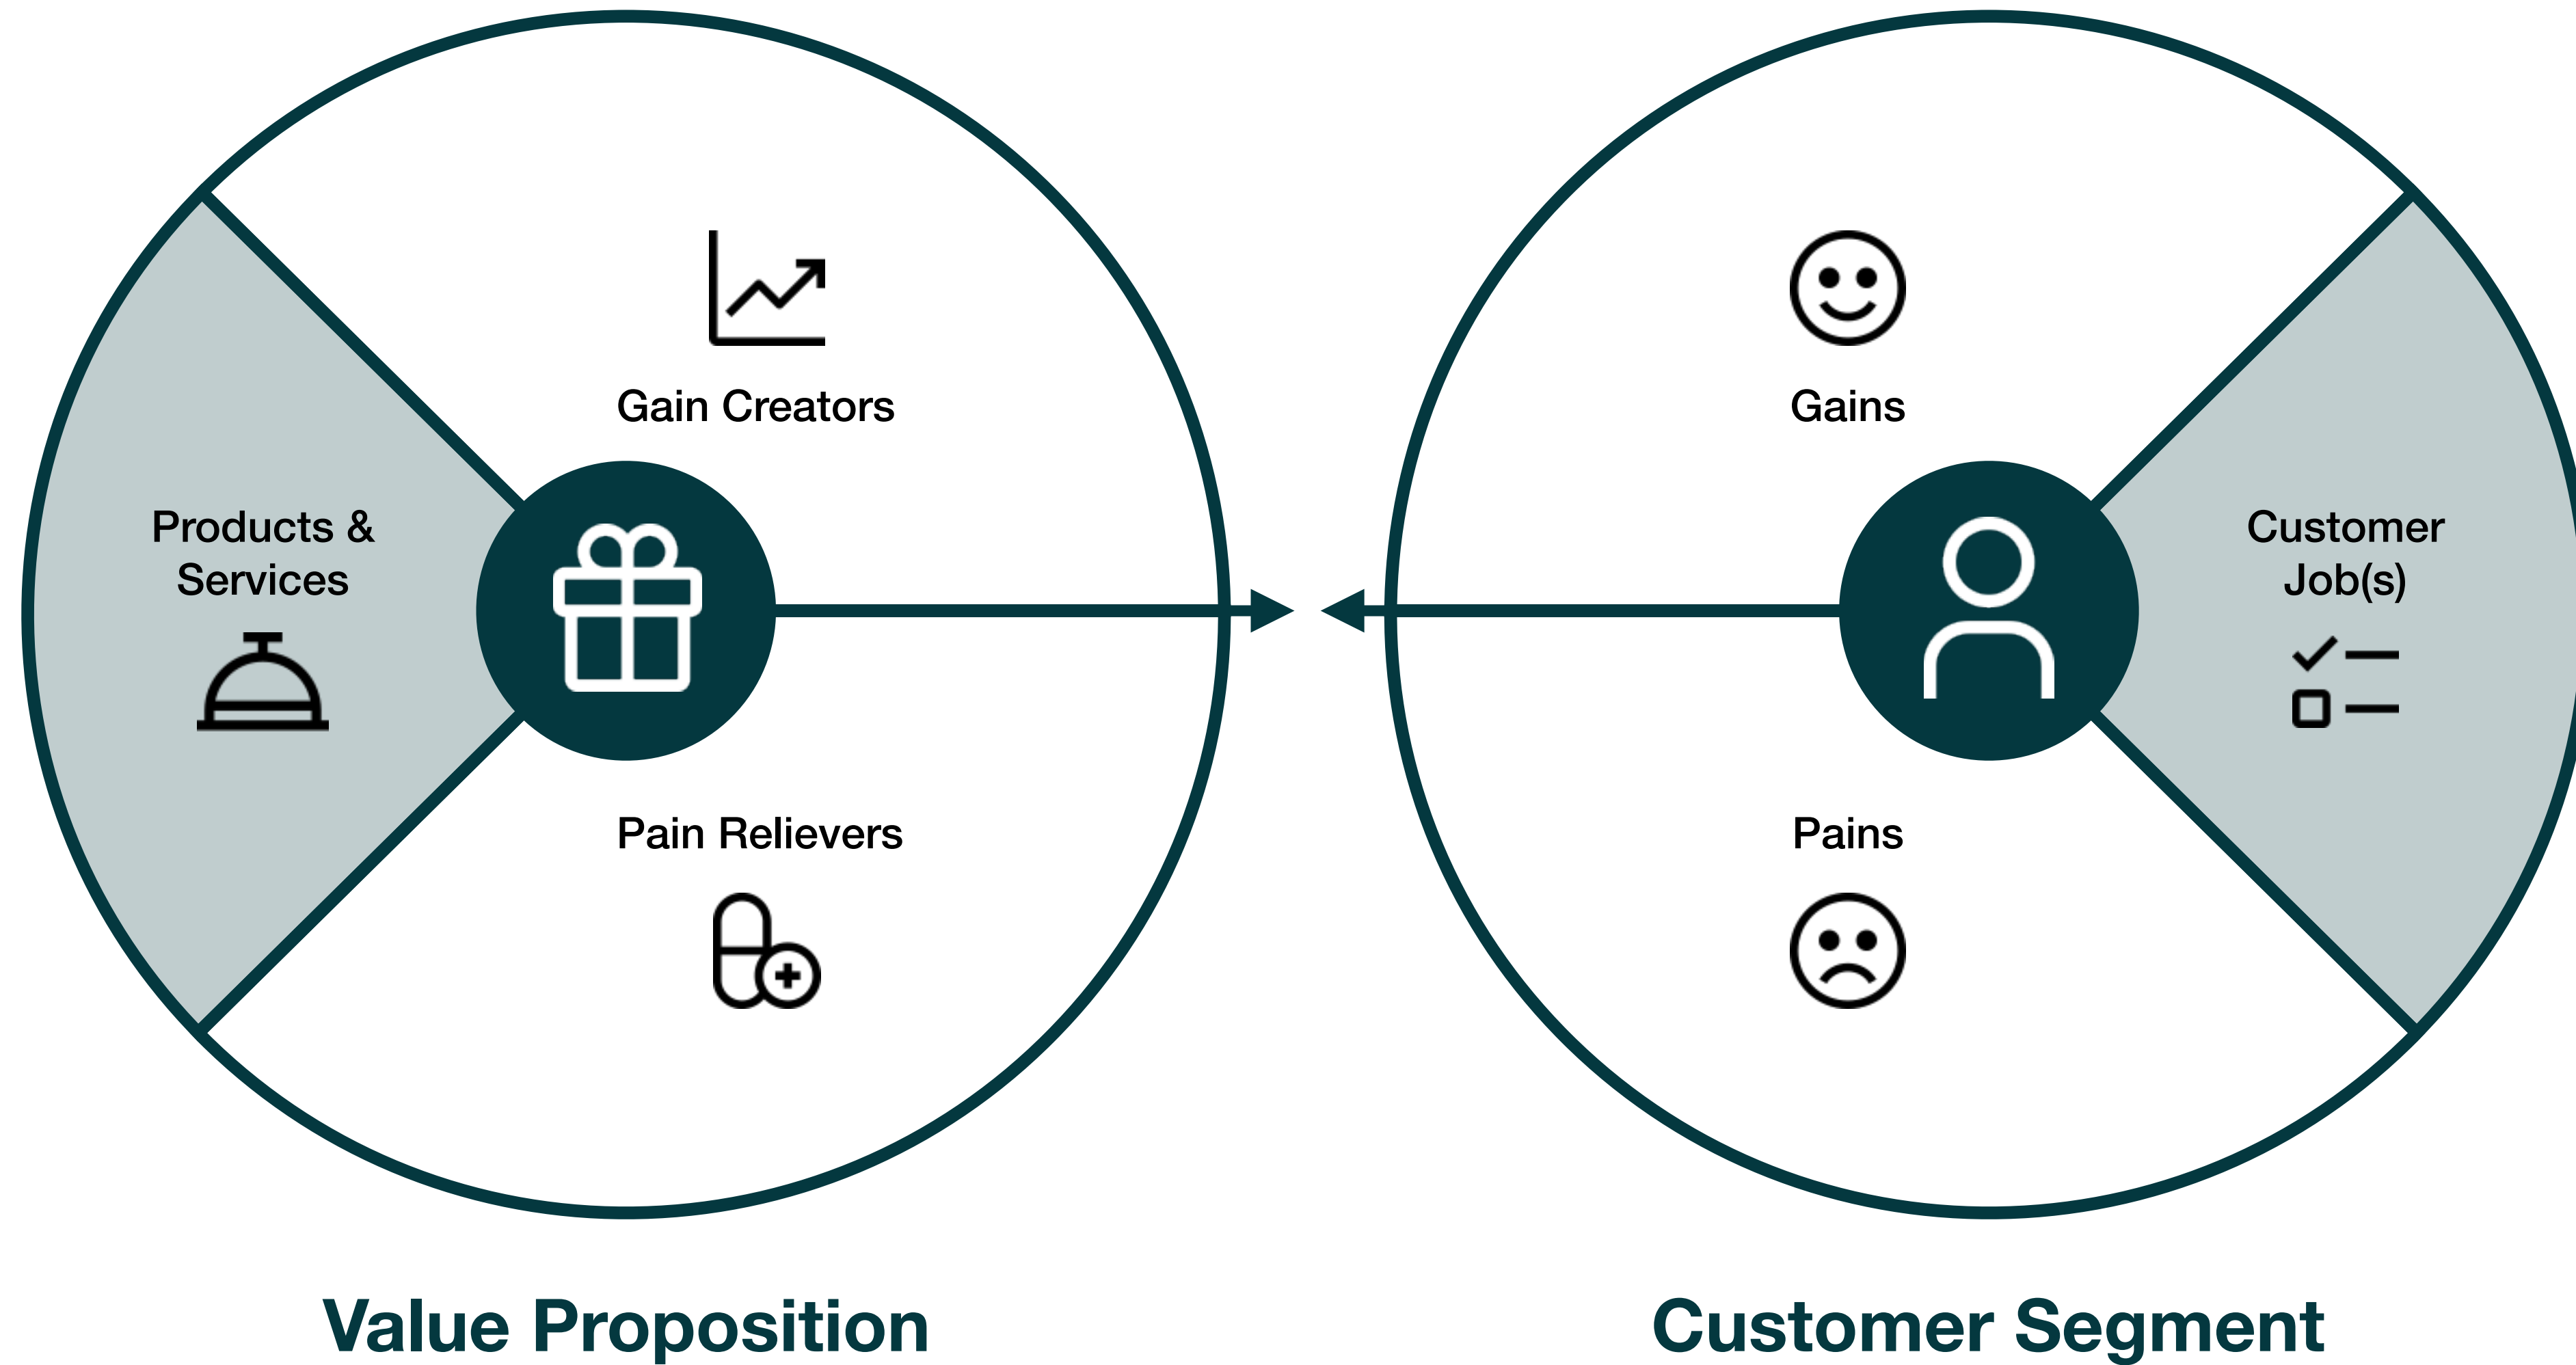 Gain Creators
Products &
Services
Pain Relievers
Value Proposition
Gains
Customer
Job(s)
Pains
Customer Segment